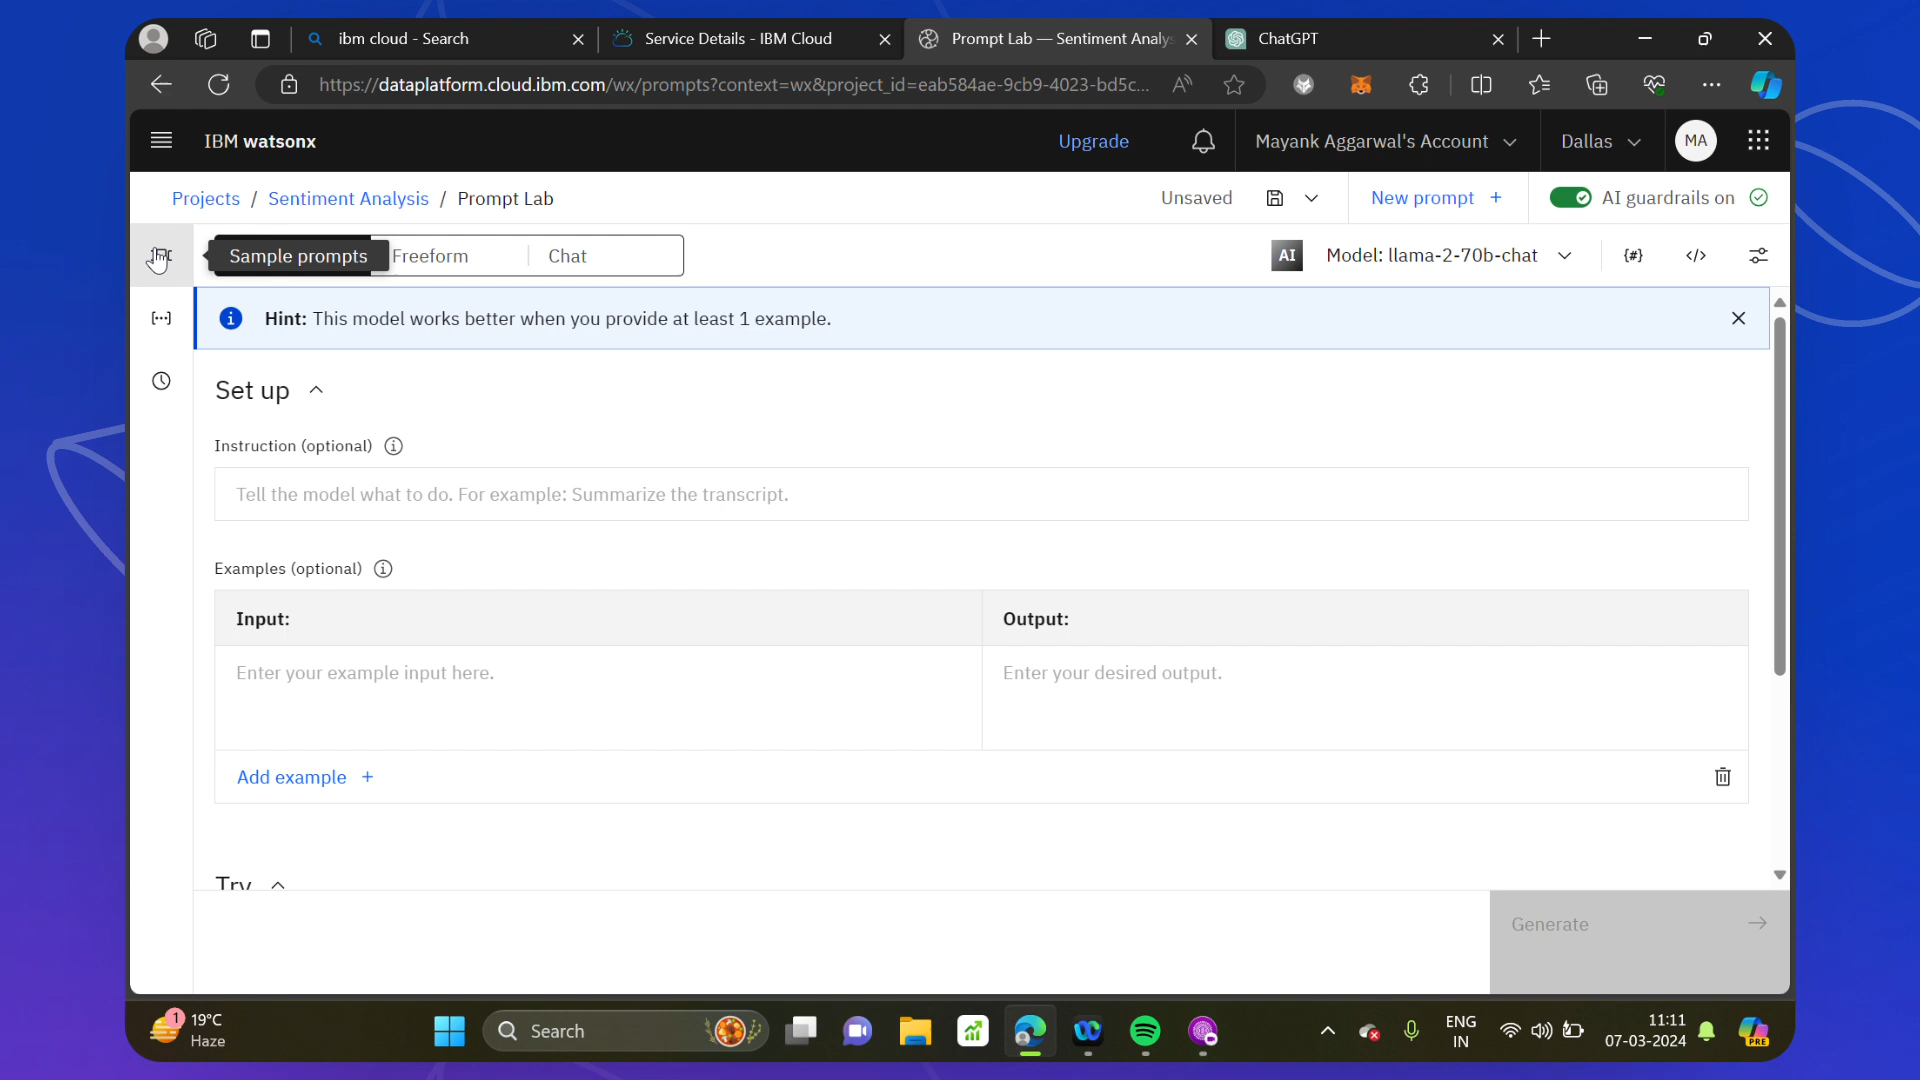 ibm cloud - Search
Service Details - IBM Cloud
Prompt Lab — Sentiment Analys
ChatGPT
https://dataplatform.cloud.ibm.com/wx/prompts?context=wx&project_id=eab584ae-9cb9-4023-bd5c...
IBM watsonx
Upgrade
Mayank Aggarwal's Account
Dallas
MA
Projects / Sentiment Analysis / Prompt Lab
Unsaved
New prompt +
AI guardrails on
Sample prompts
Freeform
Chat
AI
Model: llama-2-70b-chat
{#}
</>
Hint: This model works better when you provide at least 1 example.
Set up
Instruction (optional)
Tell the model what to do. For example: Summarize the transcript.
Examples (optional)
Input:
Output:
Enter your example input here.
Enter your desired output.
Add example +
Try
Generate
1
19°C
Haze
Search
ENG
IN
11:11
07-03-2024
PRE